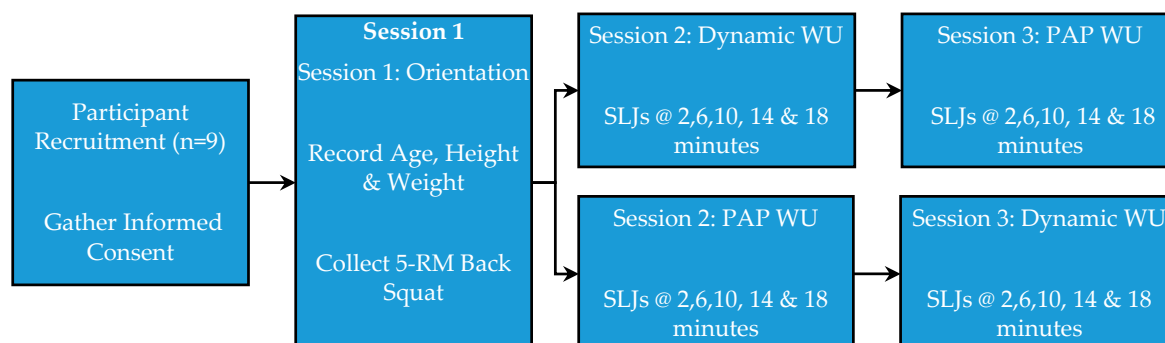 Participant
Recruitment (n=9)
Gather Informed
Consent
Session 1
Session 1: Orientation
Record Age, Height
& Weight
Collect 5-RM Back
Squat
Session 2: Dynamic WU
SLJs @ 2,6,10, 14 & 18
minutes
Session 3: PAP WU
SLJs @ 2,6,10, 14 & 18
minutes
Session 2: PAP WU
SLJs @ 2,6,10, 14 & 18
minutes
Session 3: Dynamic WU
SLJs @ 2,6,10, 14 & 18
minutes